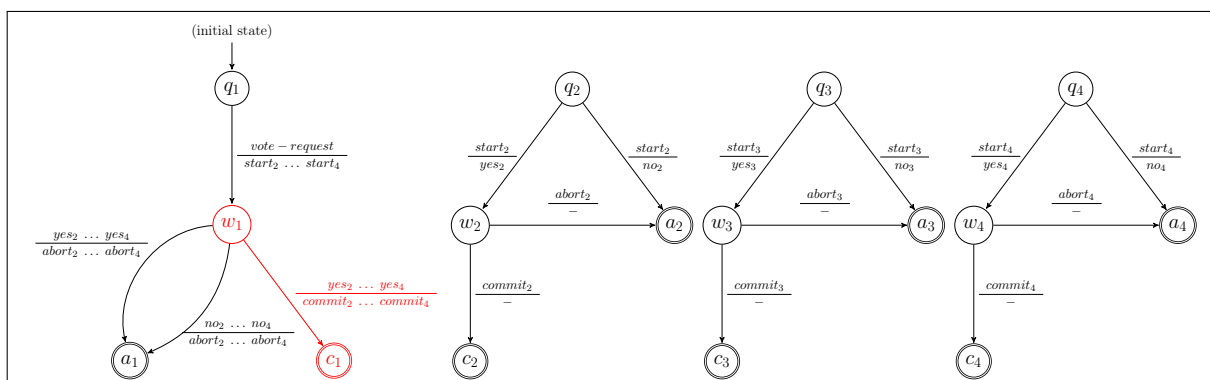 (initial state)
q1
q2
q3
q4
vote − request
start2 ... start4
start2
yes2
start2
no2
start3
yes3
start3
no3
start4
yes4
start4
no4
abort2
−
abort3
−
abort4
−
w1
w2
a2
w3
a3
w4
a4
yes2 ... yes4
abort2 ... abort4
yes2 ... yes4
commit2 ... commit4
commit2
−
commit3
−
commit4
−
no2 ... no4
abort2 ... abort4
a1
c1
c2
c3
c4